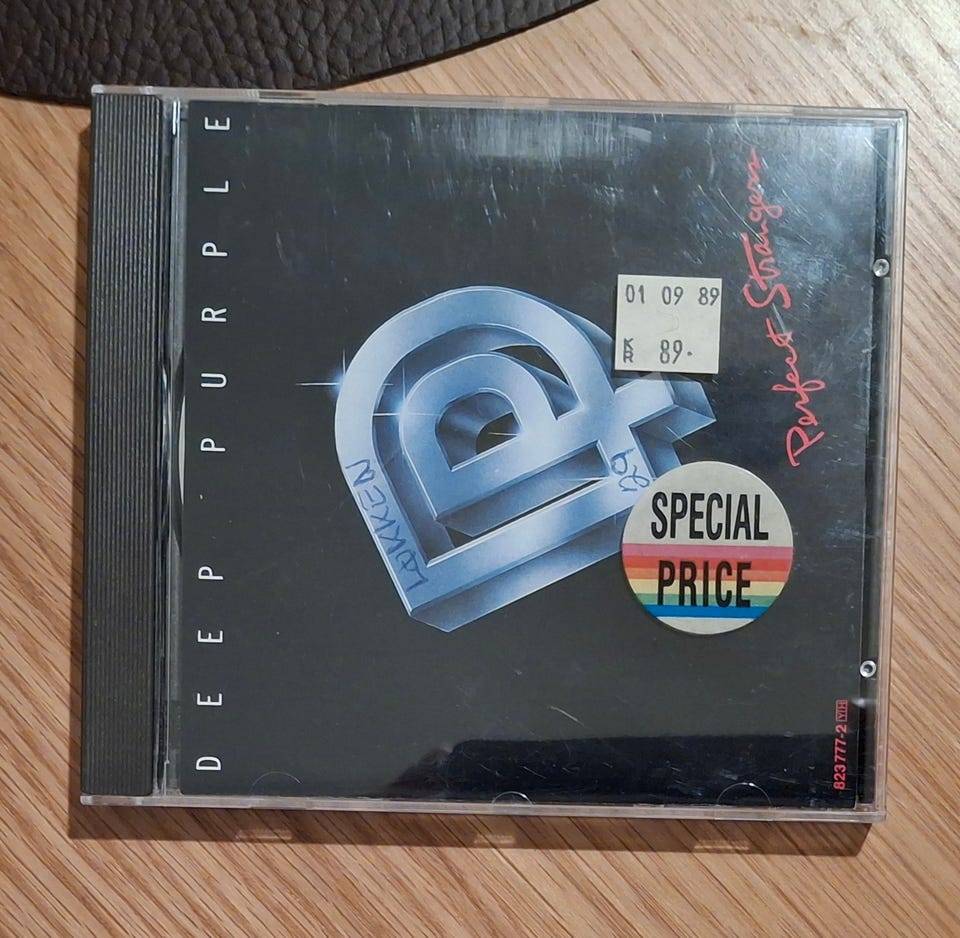 DEEP PURPLE
Perfect Strangers
01 09 89
KR 89.
SPECIAL
PRICE
LØKKEN
89
823777-2 Y/H